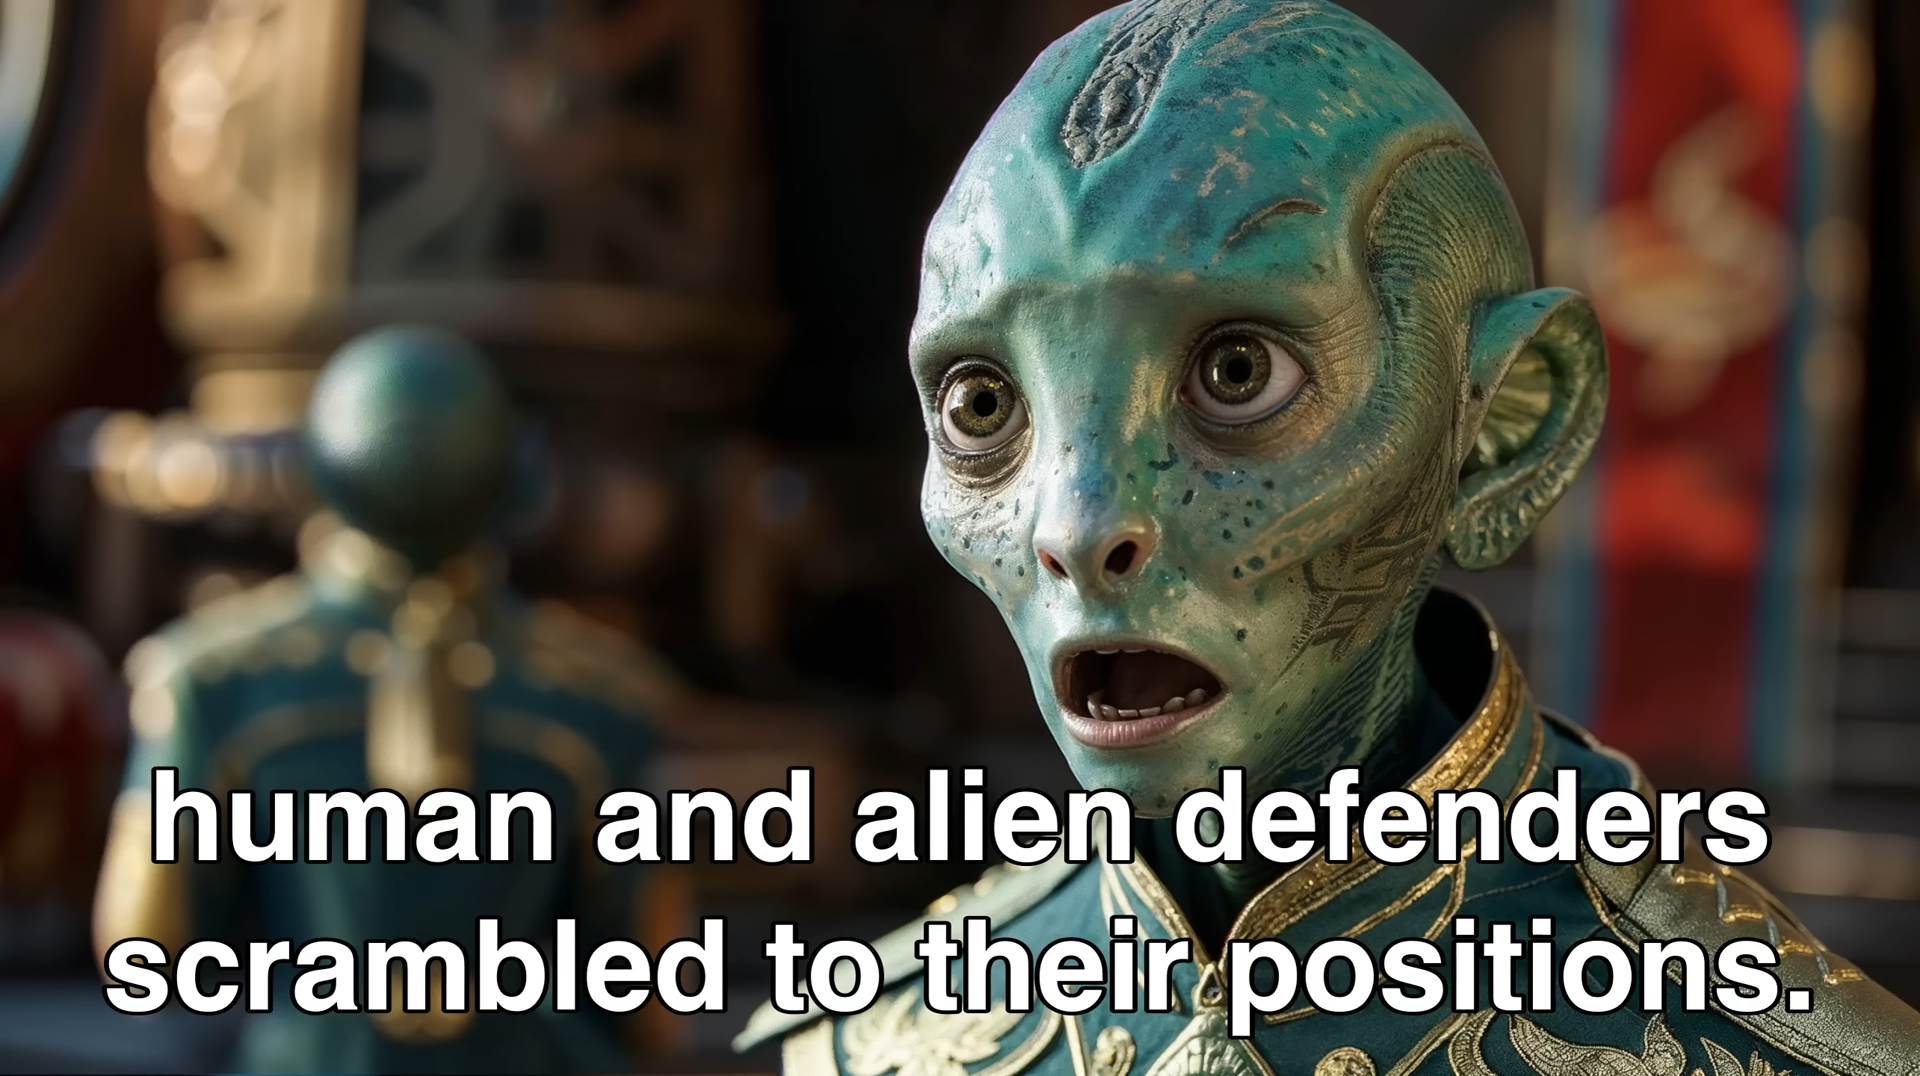 human and alien defenders
scrambled to their positions.